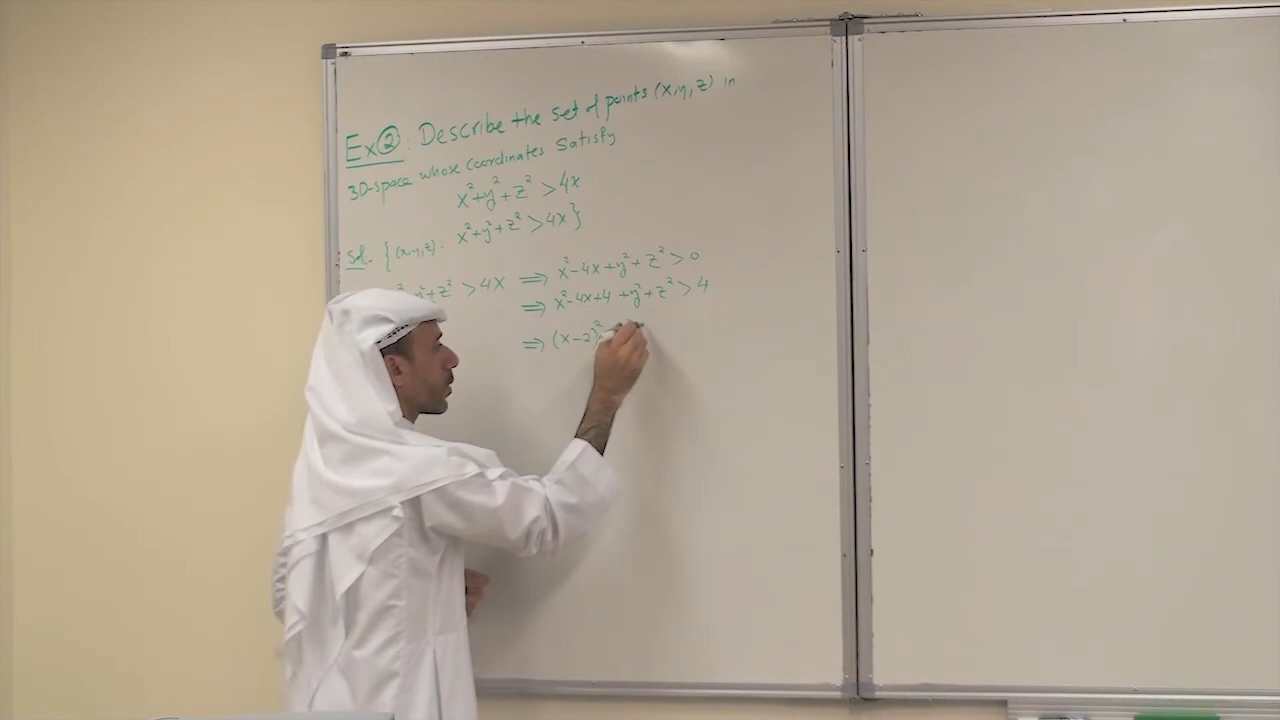 Ex②: Describe the set of points (x,y,z) in
3D-space whose coordinates satisfy
x²+y²+z²>4x
Sol. {(x,y,z): x²+y²+z²>4x}
y²+z²>4x ⟹ x²-4x+y²+z²>0
⟹ x²-4x+4+y²+z²>4
⟹ (x-2)²